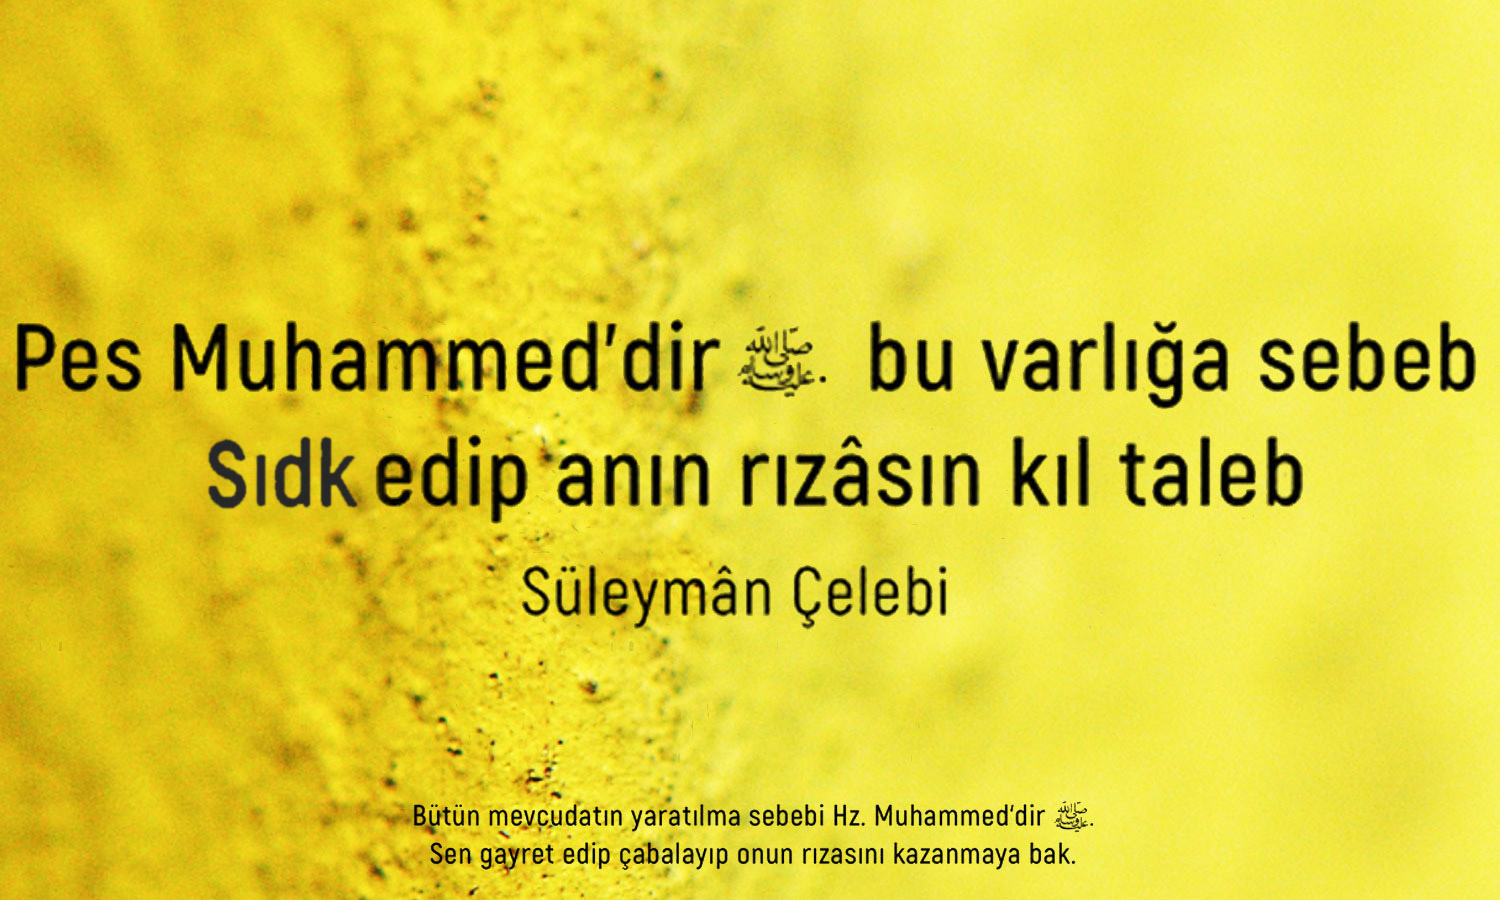 Pes Muhammed'dir ﷺ. bu varlığa sebeb
Sıdk edip anın rızâsın kıl taleb
Süleymân Çelebi
Bütün mevcudatın yaratılma sebebi Hz. Muhammed'dir ﷺ.
Sen gayret edip çabalayıp onun rızasını kazanmaya bak.